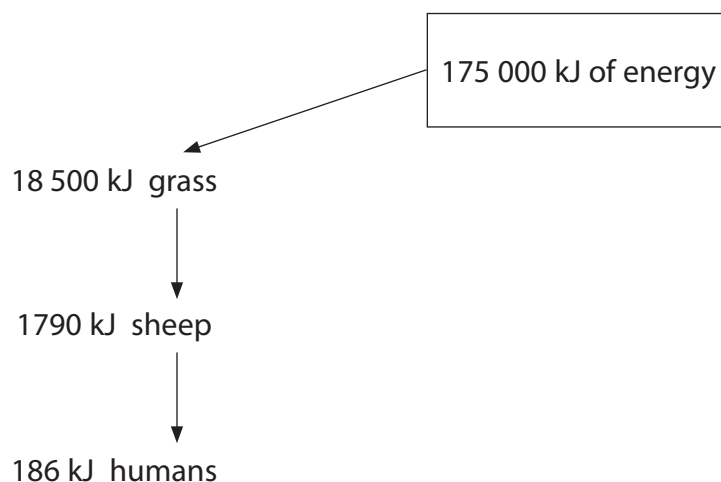 175 000 kJ of energy
18 500 kJ grass
1790 kJ sheep
186 kJ humans